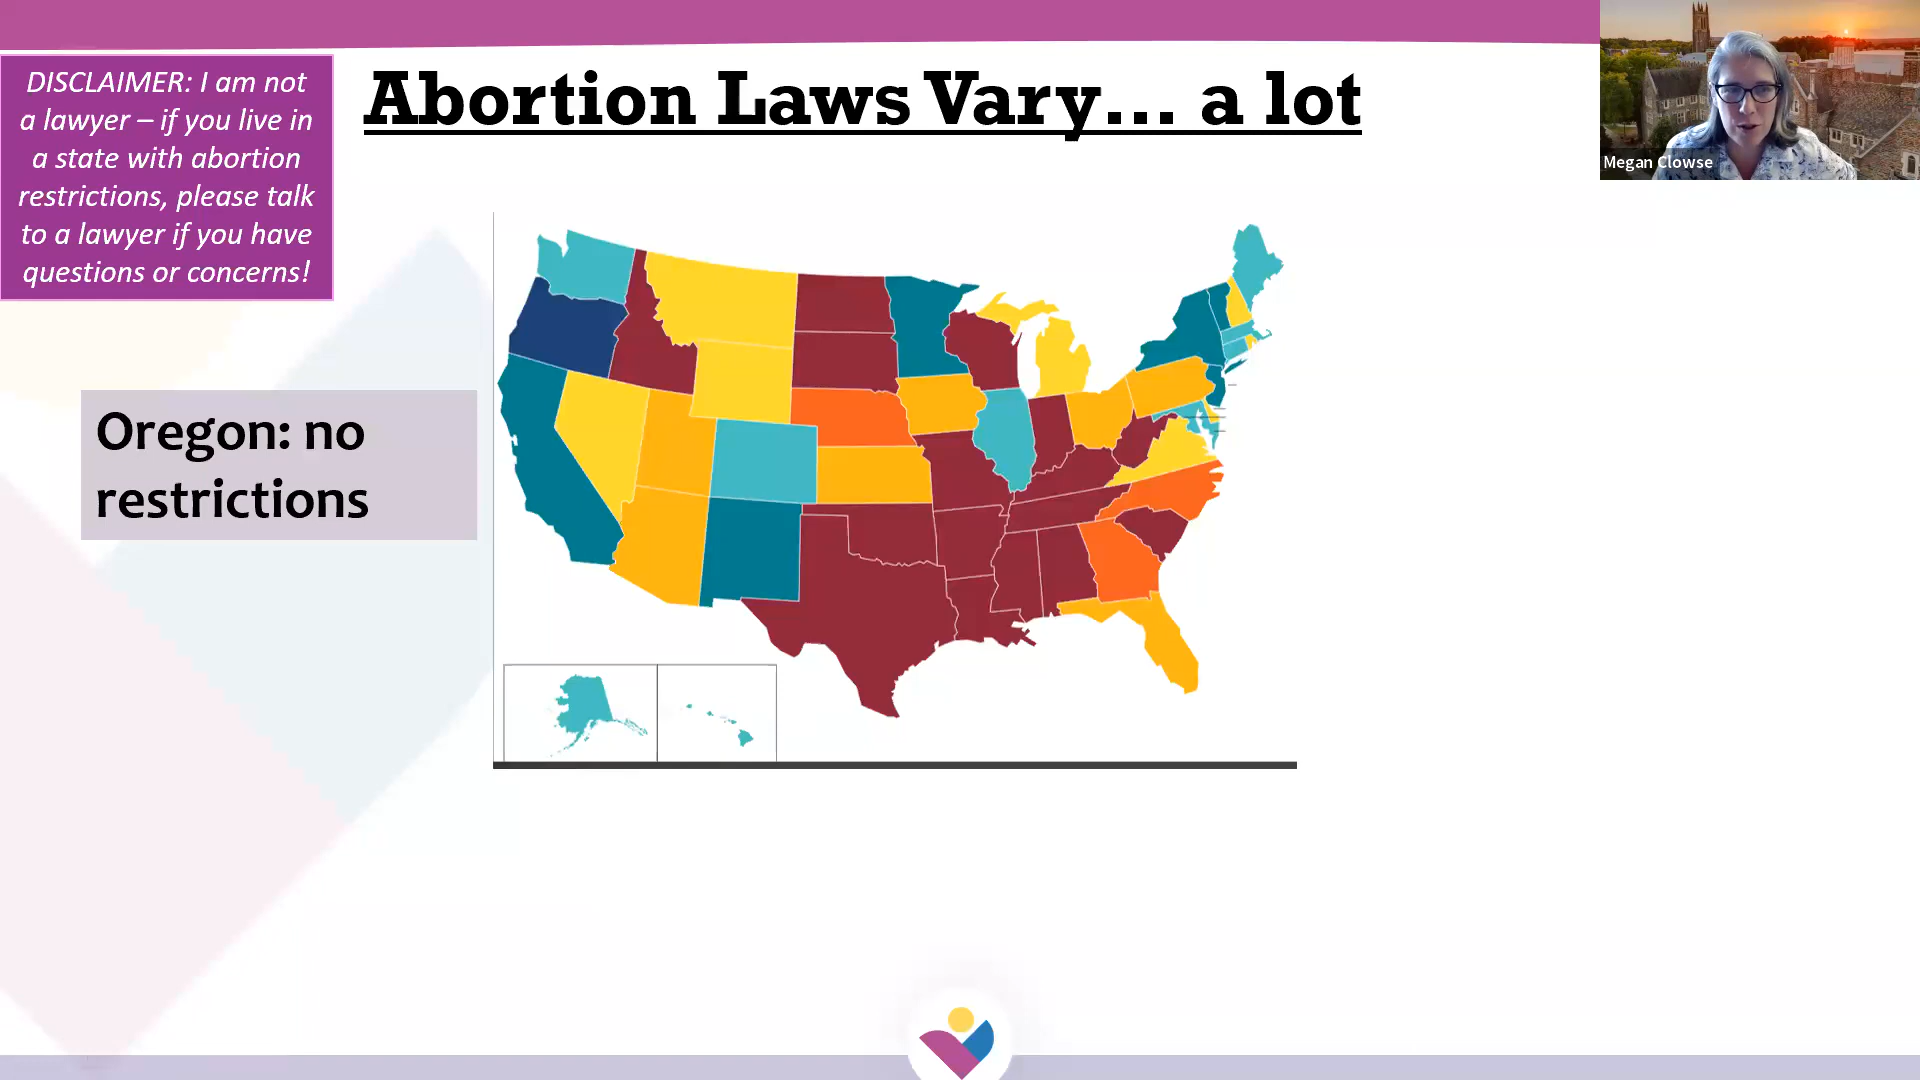 DISCLAIMER: I am not
a lawyer – if you live in
a state with abortion
restrictions, please talk
to a lawyer if you have
questions or concerns!
Abortion Laws Vary... a lot
Megan Clowse
Oregon: no
restrictions